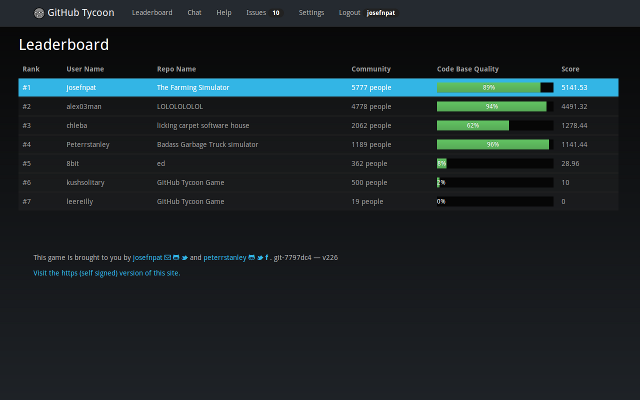 GitHub Tycoon Leaderboard Chat Help Issues 10 Settings Logout josefnpat
Leaderboard
Rank User Name Repo Name Community Code Base Quality Score
#1 Josefnpat The Farming Simulator 5777 people 89% 5141.53
#2 alex03man LOLOLOLOLOL 4778 people 94% 4491.32
#3 chleba licking carpet software house 2062 people 62% 1278.44
#4 Peterrstanley Badass Garbage Truck simulator 1189 people 96% 1141.44
#5 8bit ed 362 people 8% 28.96
#6 kushsolitary GitHub Tycoon Game 500 people 2% 10
#7 leereilly GitHub Tycoon Game 19 people 0% 0
This game is brought to you by Josefnpat and peterrstanley . git-7797dc4 — v226
Visit the https (self signed) version of this site.